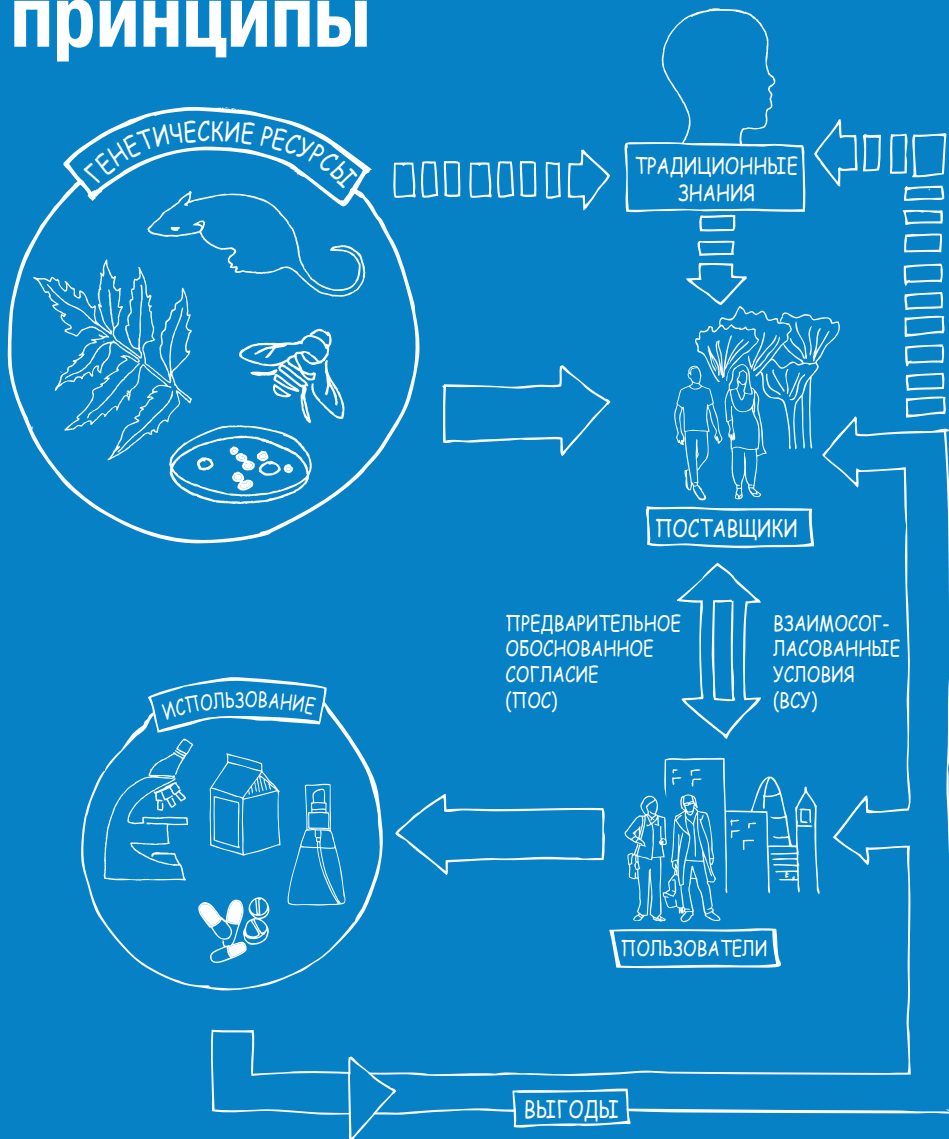 принципы
ГЕНЕТИЧЕСКИЕ РЕСУРСЫ
ТРАДИЦИОННЫЕ
ЗНАНИЯ
ПОСТАВЩИКИ
ПРЕДВАРИТЕЛЬНОЕ
ОБОСНОВАННОЕ
СОГЛАСИЕ
(ПОС)
ВЗАИМОСОГ-
ЛАСОВАННЫЕ
УСЛОВИЯ
(ВСУ)
ИСПОЛЬЗОВАНИЕ
ПОЛЬЗОВАТЕЛИ
ВЫГОДЫ